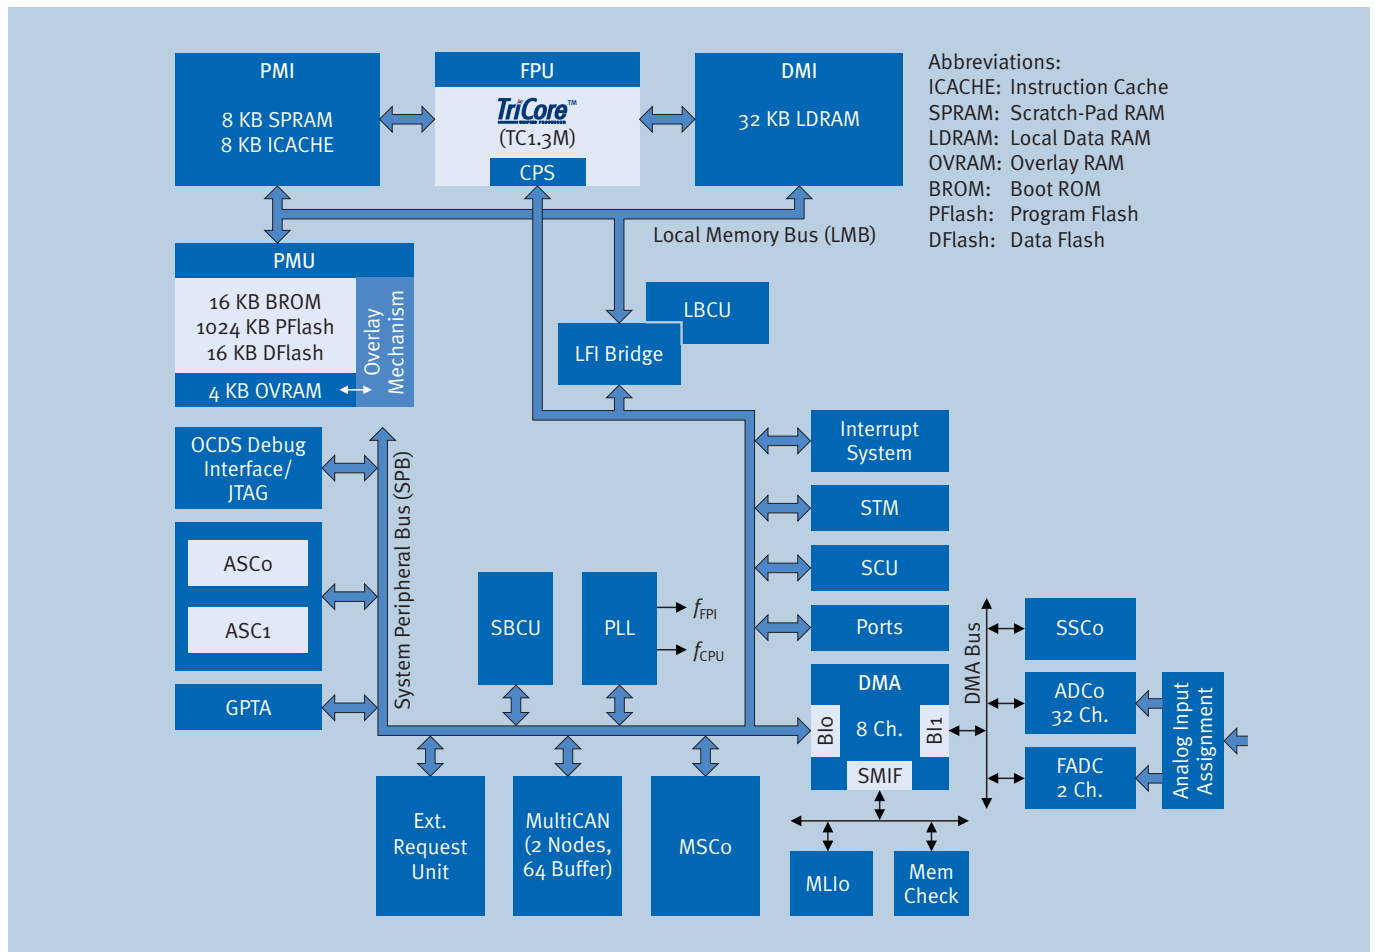 PMI
8 KB SPRAM
8 KB ICACHE
FPU
TriCore™
UNIFIED PROCESSOR
(TC1.3M)
CPS
DMI
32 KB LDRAM
Abbreviations:
ICACHE: Instruction Cache
SPRAM: Scratch-Pad RAM
LDRAM: Local Data RAM
OVRAM: Overlay RAM
BROM: Boot ROM
PFlash: Program Flash
DFlash: Data Flash
Local Memory Bus (LMB)
PMU
16 KB BROM
1024 KB PFlash
16 KB DFlash
4 KB OVRAM
Overlay
Mechanism
LBCU
LFI Bridge
OCDS Debug
Interface/
JTAG
System Peripheral Bus (SPB)
Interrupt
System
STM
ASC0
ASC1
SCU
SBCU
PLL
fFPI
fCPU
Ports
GPTA
DMA
8 Ch.
BI0
BI1
SMIF
DMA Bus
SSC0
ADC0
32 Ch.
FADC
2 Ch.
Analog Input
Assignment
Ext.
Request
Unit
MultiCAN
(2 Nodes,
64 Buffer)
MSC0
MLI0
Mem
Check